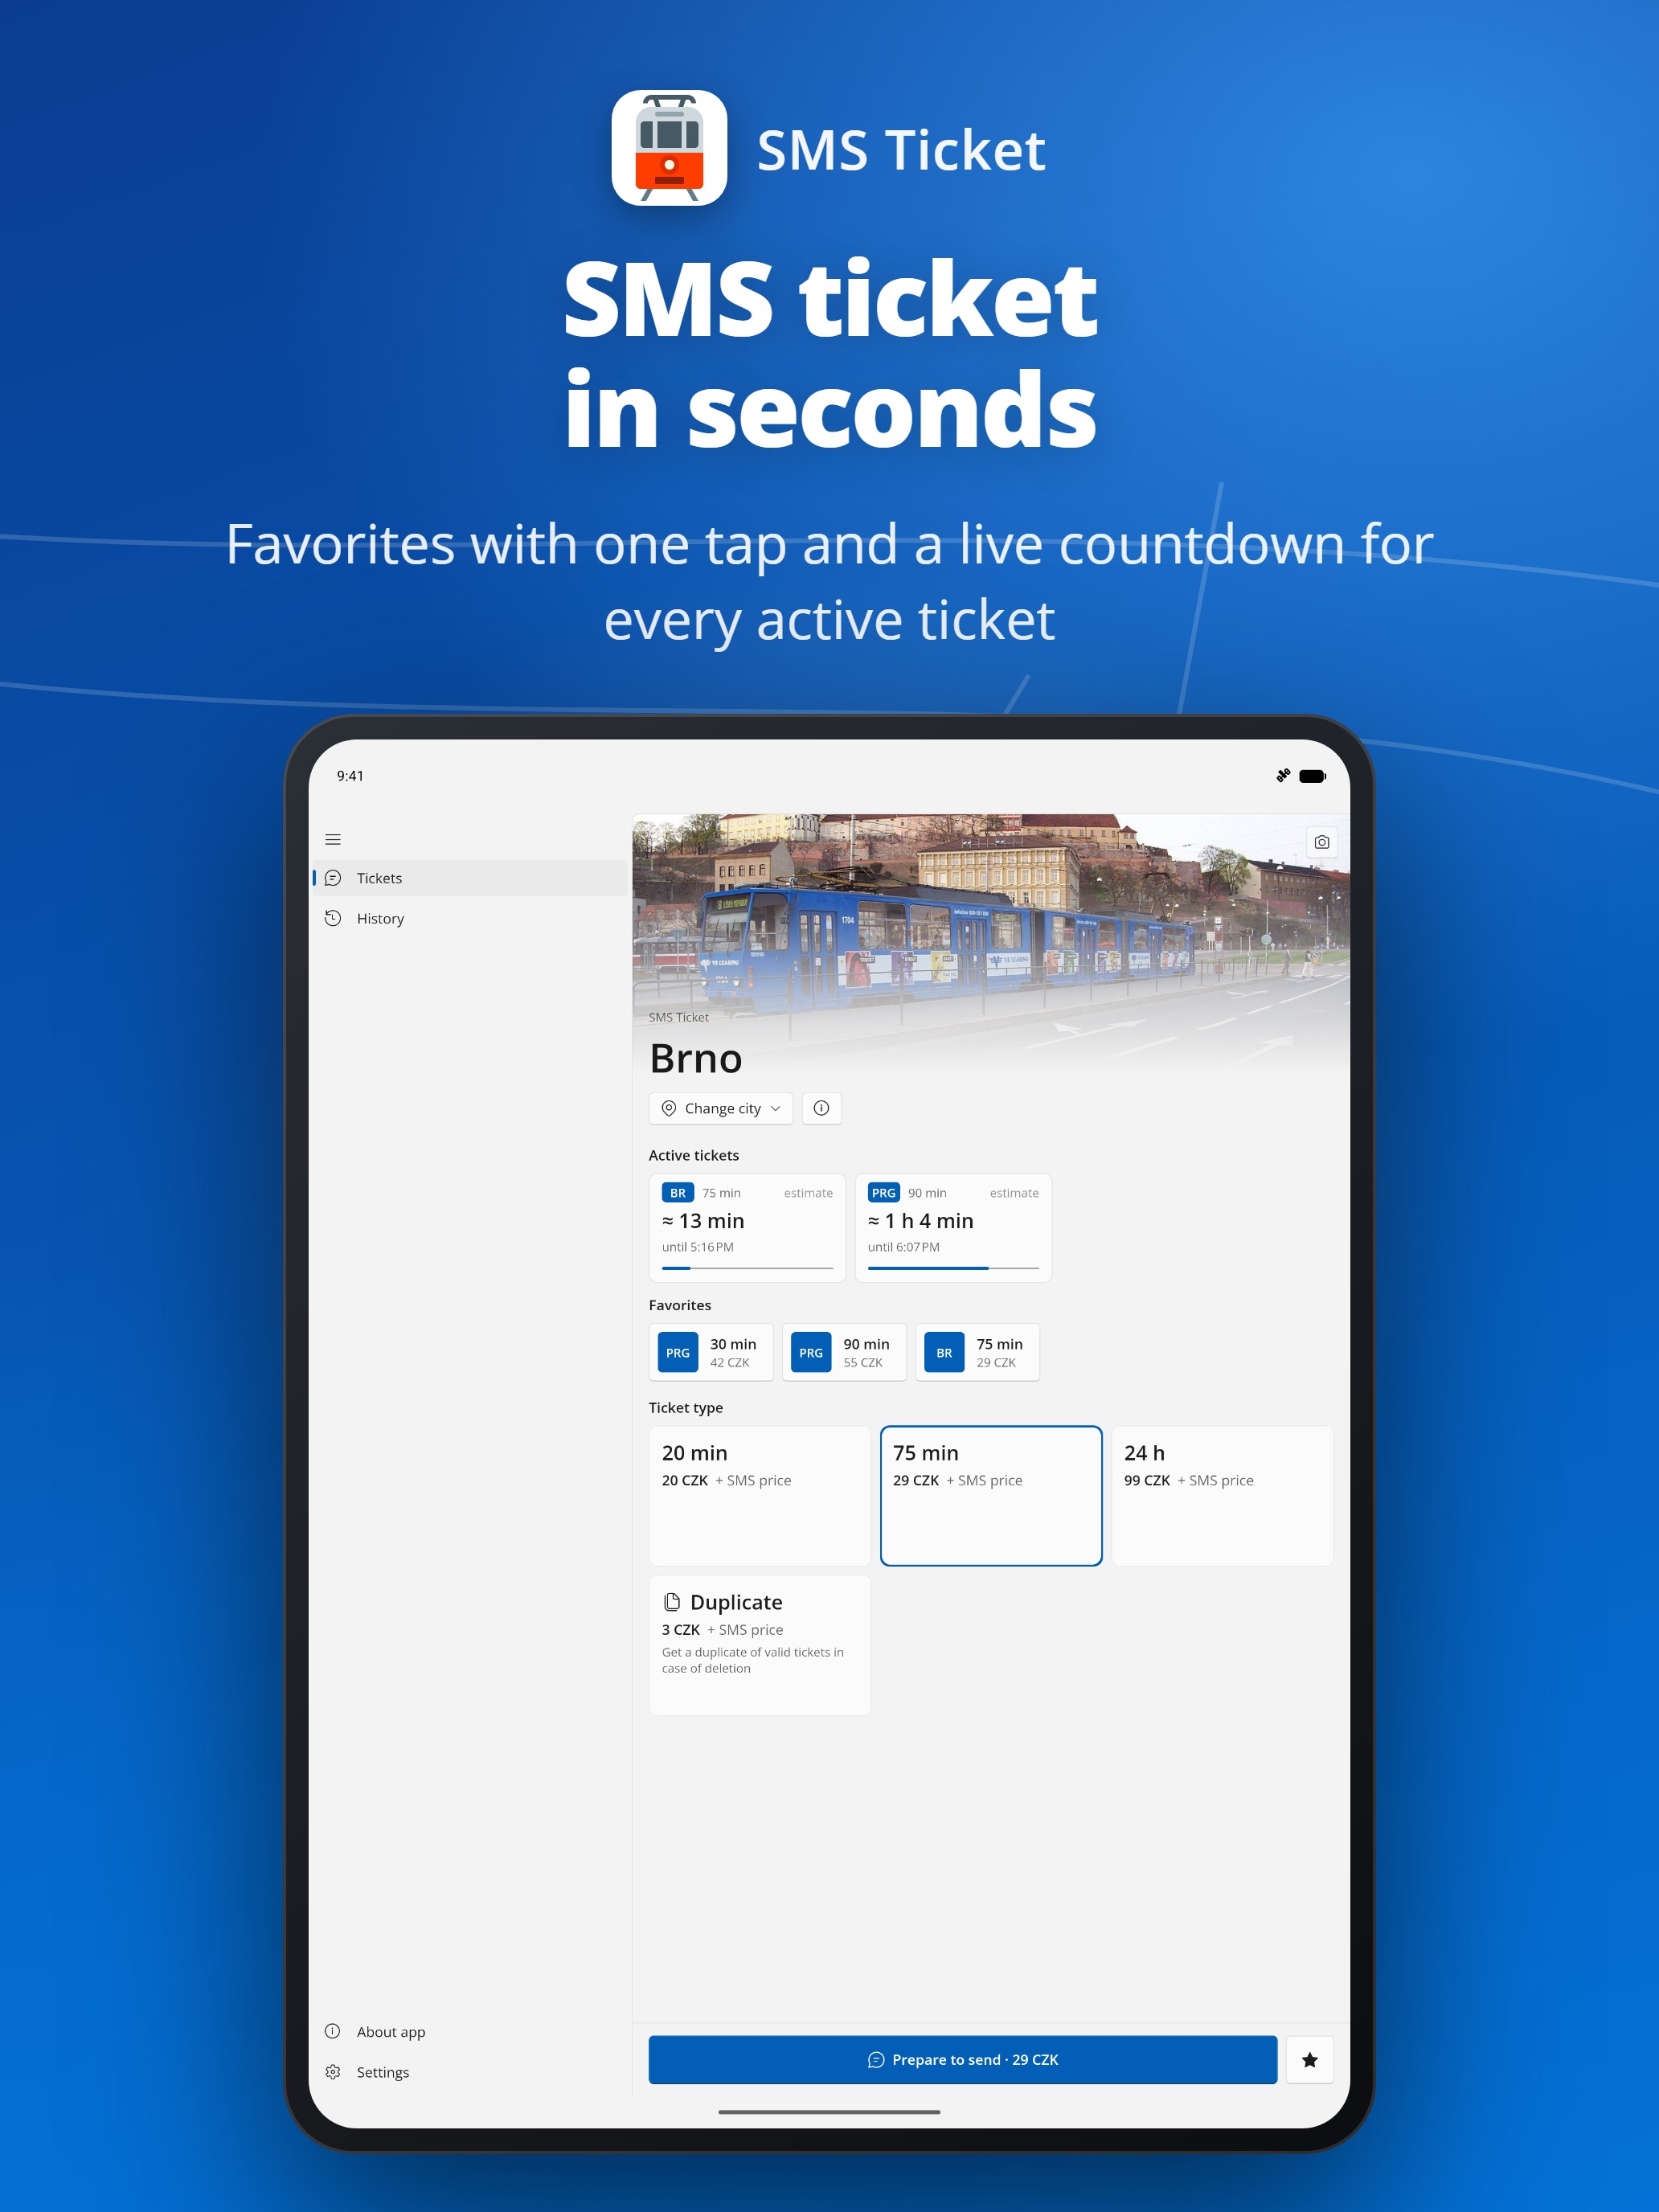 SMS Ticket
SMS ticket
in seconds
Favorites with one tap and a live countdown for
every active ticket
9:41
Tickets
History
1704
SMS Ticket
Brno
Change city
Active tickets
BR 75 min estimate
≈ 13 min
until 5:16 PM
PRG 90 min estimate
≈ 1 h 4 min
until 6:07 PM
Favorites
PRG
30 min
42 CZK
PRG
90 min
55 CZK
BR
75 min
29 CZK
Ticket type
20 min
20 CZK + SMS price
75 min
29 CZK + SMS price
24 h
99 CZK + SMS price
Duplicate
3 CZK + SMS price
Get a duplicate of valid tickets in
case of deletion
About app
Settings
Prepare to send · 29 CZK